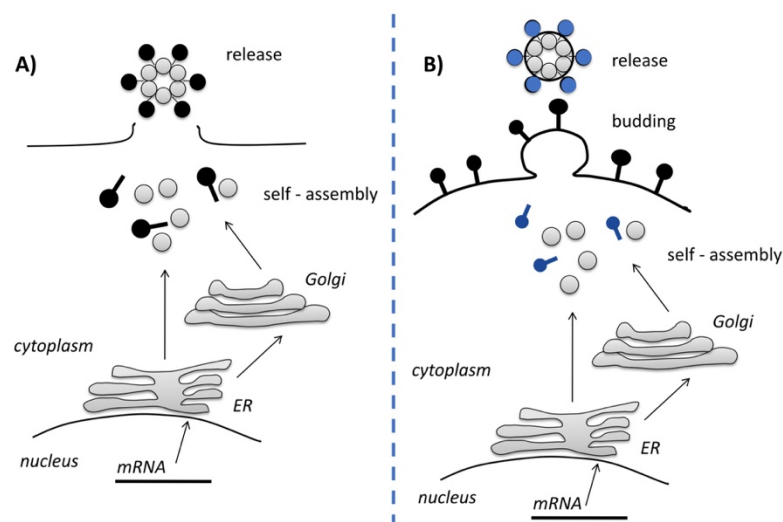 A)
release
self - assembly
Golgi
cytoplasm
ER
nucleus
mRNA
B)
release
budding
self - assembly
Golgi
cytoplasm
ER
nucleus
mRNA